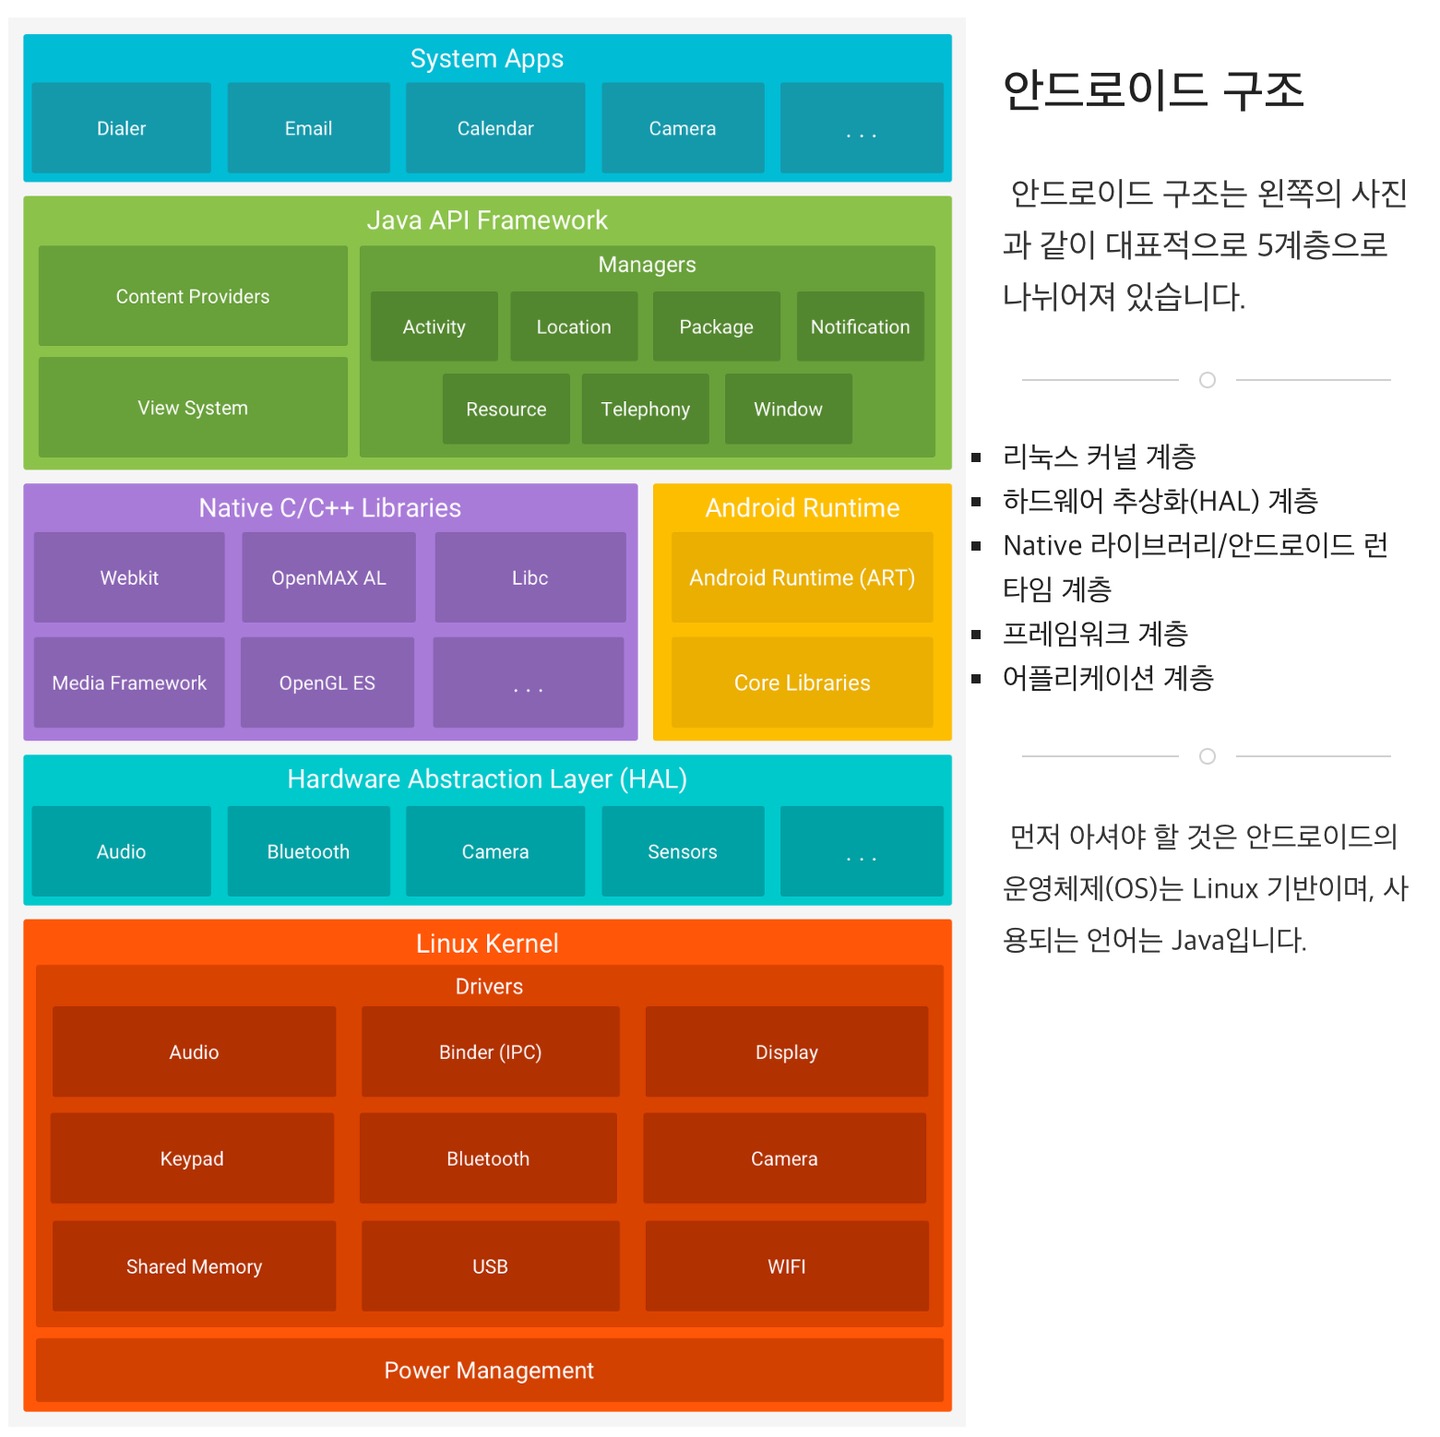 System Apps
Dialer
Email
Calendar
Camera
. . .
Java API Framework
Content Providers
View System
Managers
Activity
Location
Package
Notification
Resource
Telephony
Window
Native C/C++ Libraries
Webkit
OpenMAX AL
Libc
Media Framework
OpenGL ES
. . .
Android Runtime
Android Runtime (ART)
Core Libraries
Hardware Abstraction Layer (HAL)
Audio
Bluetooth
Camera
Sensors
. . .
Linux Kernel
Drivers
Audio
Binder (IPC)
Display
Keypad
Bluetooth
Camera
Shared Memory
USB
WIFI
Power Management
안드로이드 구조
안드로이드 구조는 왼쪽의 사진
과 같이 대표적으로 5계층으로
나뉘어져 있습니다.
▪ 리눅스 커널 계층
▪ 하드웨어 추상화(HAL) 계층
▪ Native 라이브러리/안드로이드 런
타임 계층
▪ 프레임워크 계층
▪ 어플리케이션 계층
먼저 아셔야 할 것은 안드로이드의
운영체제(OS)는 Linux 기반이며, 사
용되는 언어는 Java입니다.